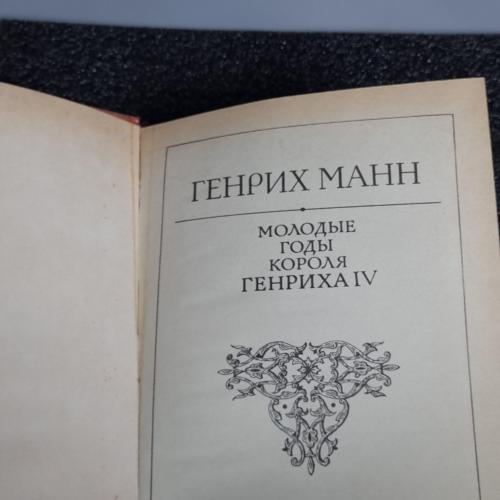 ГЕНРИХ МАНН
МОЛОДЫЕ
ГОДЫ
КОРОЛЯ
ГЕНРИХА IV